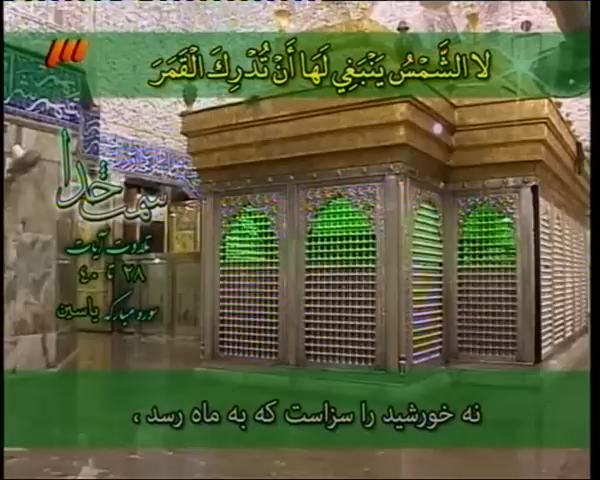 لا الشَّمْسُ يَنْبَغِي لَهَا أَنْ تُدْرِكَ الْقَمَرَ
سمت خدا
تلاوت آیات
۳۸ تا ۴۰
سوره مبارکه یاسین
نه خورشید را سزاست که به ماه رسد ،